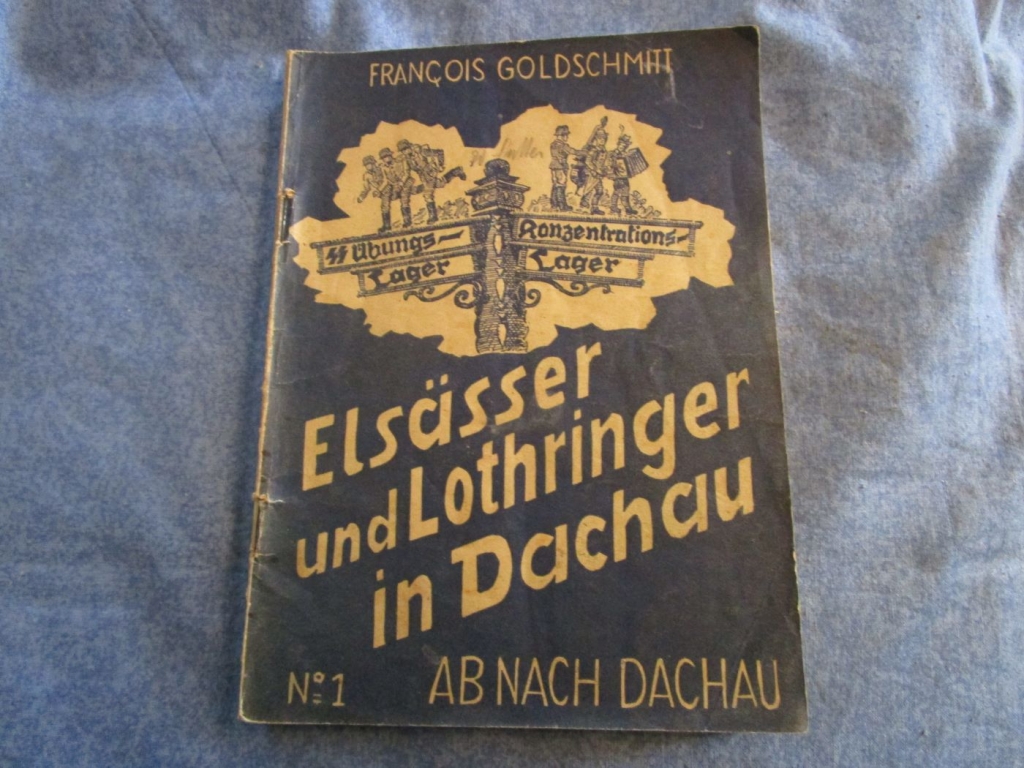 FRANÇOIS GOLDSCHMITT
SS Übungs-
Lager
Konzentrations-
Lager
Elsässer
und Lothringer
in Dachau
Nº 1 AB NACH DACHAU